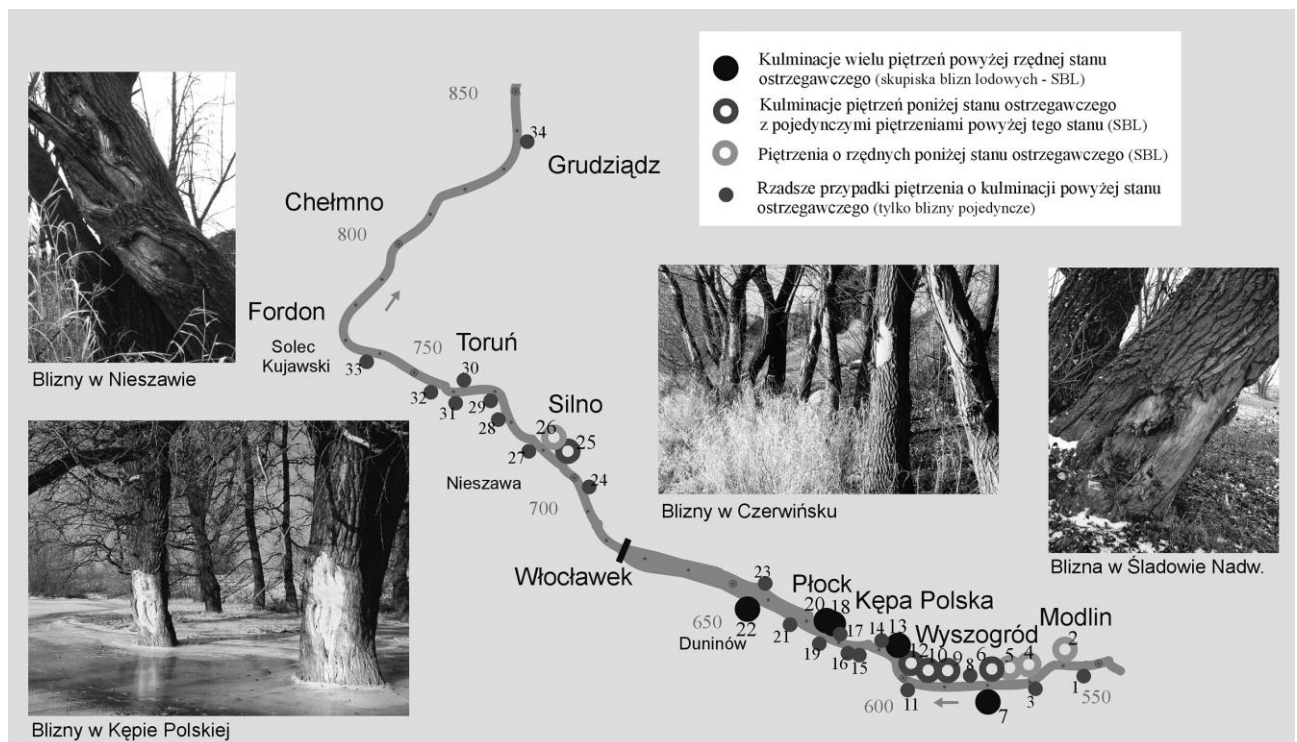 Kulminacje wielu piętrzeń powyżej rzędnej stanu
ostrzegawczego (skupiska blizn lodowych - SBL)
Kulminacje piętrzeń poniżej stanu ostrzegawczego
z pojedynczymi piętrzeniami powyżej tego stanu (SBL)
Piętrzenia o rzędnych poniżej stanu ostrzegawczego (SBL)
Rzadsze przypadki piętrzenia o kulminacji powyżej stanu
ostrzegawczego (tylko blizny pojedyncze)
850
34
Grudziądz
Chełmno
800
Fordon
Solec
Kujawski
33
750
Toruń
30
32
31
29
28
Silno
26
25
27
24
Nieszawa
700
Włocławek
23
Płock
20
18
Kępa Polska
650
22
Duninów
21
19
17
16
15
14
13
Wyszogród
Modlin
12
10
9
8
6
5
4
2
11
600
7
3
1
550
Blizny w Nieszawie
Blizny w Kępie Polskiej
Blizny w Czerwińsku
Blizna w Śladowie Nadw.